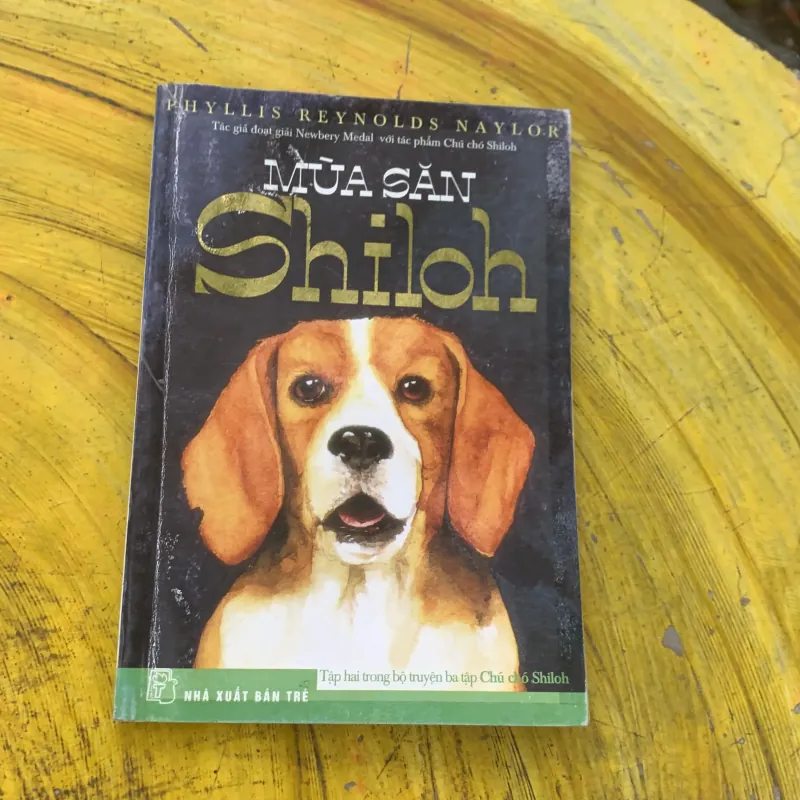 PHYLLIS REYNOLDS NAYLOR
Tác giả đoạt giải Newbery Medal với tác phẩm Chú chó Shiloh
MÙA SĂN
Shiloh
Tập hai trong bộ truyện ba tập Chú chó Shiloh
NHÀ XUẤT BẢN TRẺ